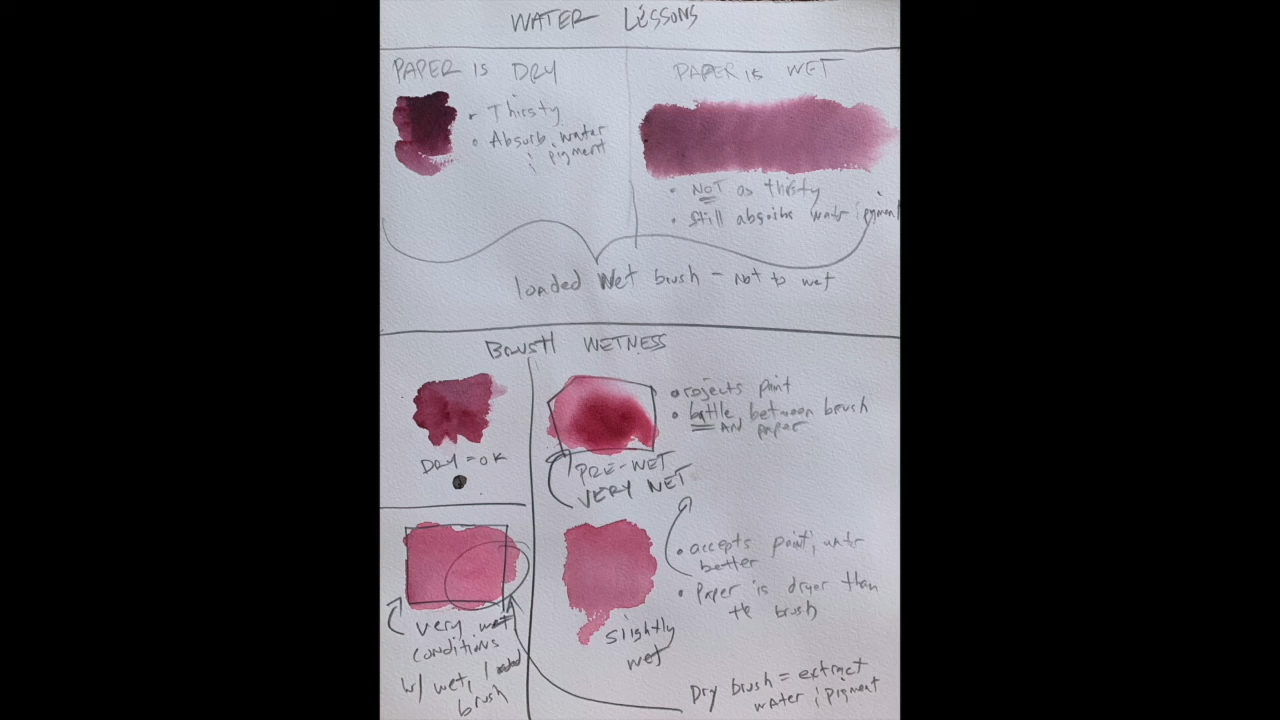 WATER LESSONS
PAPER IS DRY
• Thirsty
• Absorb water
& pigment
PAPER IS WET
• NOT as thirsty
• Still absorbs water & pigment
loaded wet brush - Not to wet
BRUSH WETNESS
DRY = OK
• rejects paint
• battle between brush
AND paper
PRE-WET
VERY WET
very wet
conditions
w/ wet, load
brush
slightly
wet
• accepts paint, water
better
• Paper is dryer than
the brush
Dry brush = extract
water & pigment